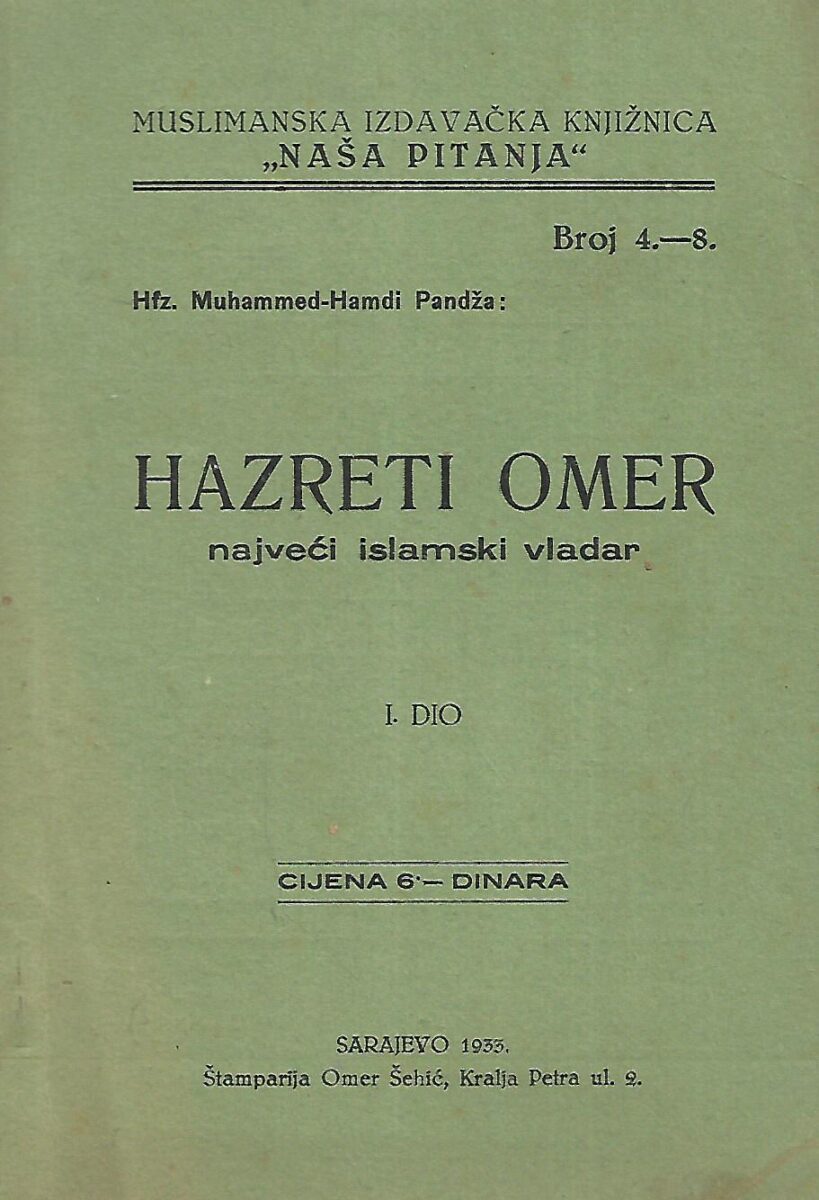 MUSLIMANSKA IZDAVAČKA KNJIŽNICA
„NAŠA PITANJA“
Broj 4.—8.
Hfz. Muhammed-Hamdi Pandža:
HAZRETI OMER
najveći islamski vladar
I. DIO
CIJENA 6·— DINARA
SARAJEVO 1933.
Štamparija Omer Šehić, Kralja Petra ul. 2.